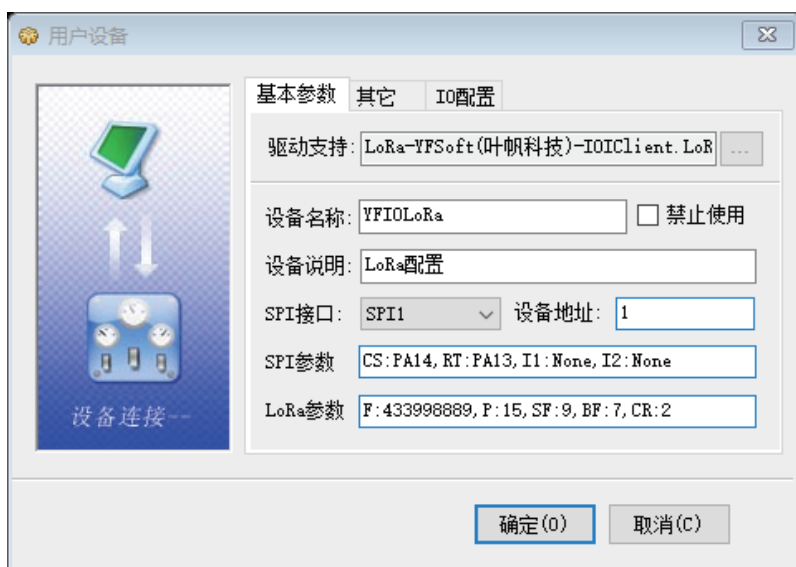 用户设备
基本参数 其它 IO配置
驱动支持: LoRa-YFSoft(叶帆科技)-IOIClient.LoR ...
设备名称: YFIOLoRa 禁止使用
设备说明: LoRa配置
SPI接口: SPI1 设备地址: 1
SPI参数 CS:PA14,RT:PA13,I1:None,I2:None
LoRa参数 F:433998889,P:15,SF:9,BF:7,CR:2
设备连接--
确定(O) 取消(C)